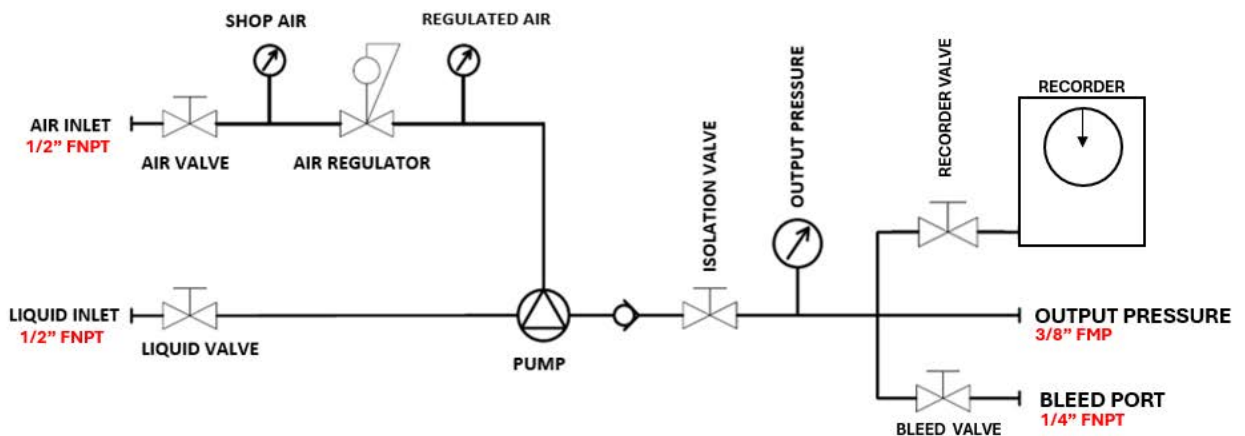 SHOP AIR
REGULATED AIR
AIR INLET
1/2" FNPT
AIR VALVE
AIR REGULATOR
ISOLATION VALVE
OUTPUT PRESSURE
RECORDER VALVE
RECORDER
LIQUID INLET
1/2" FNPT
LIQUID VALVE
PUMP
OUTPUT PRESSURE
3/8" FMP
BLEED PORT
1/4" FNPT
BLEED VALVE